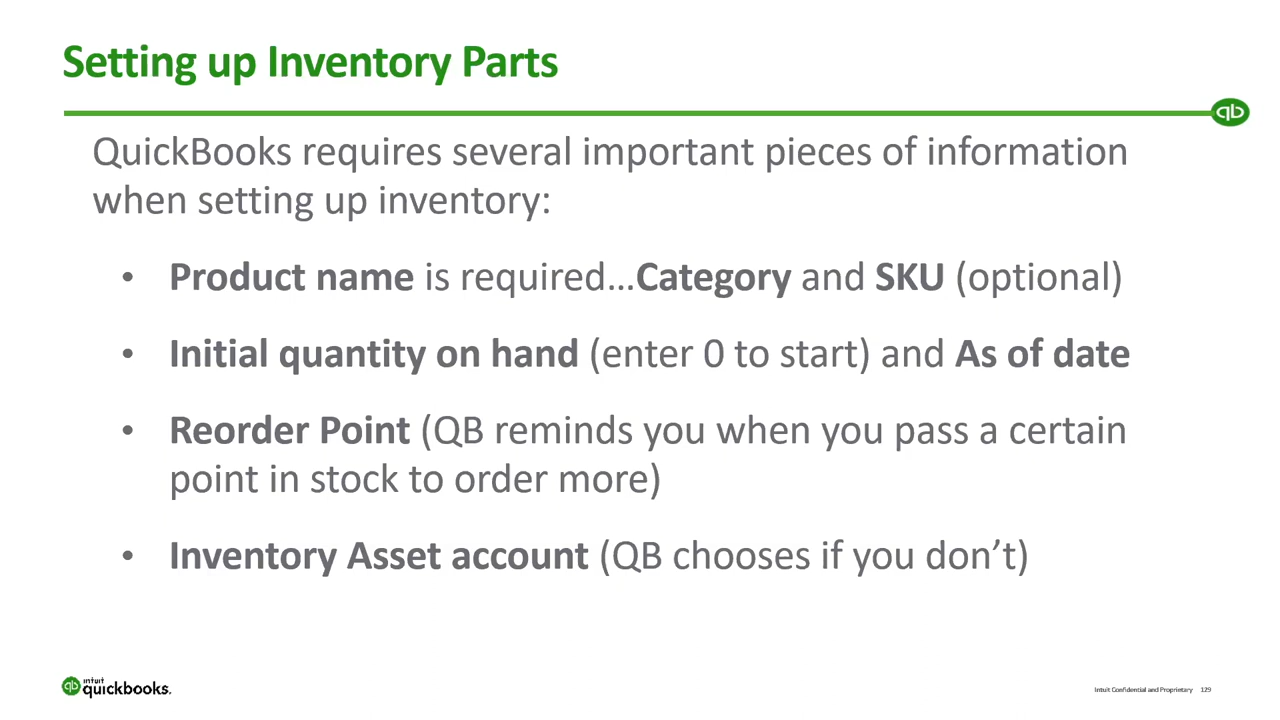 Setting up Inventory Parts
qb
QuickBooks requires several important pieces of information
when setting up inventory:
• Product name is required…Category and SKU (optional)
• Initial quantity on hand (enter 0 to start) and As of date
• Reorder Point (QB reminds you when you pass a certain
point in stock to order more)
• Inventory Asset account (QB chooses if you don’t)
qb intuit
quickbooks.
Intuit Confidential and Proprietary 129